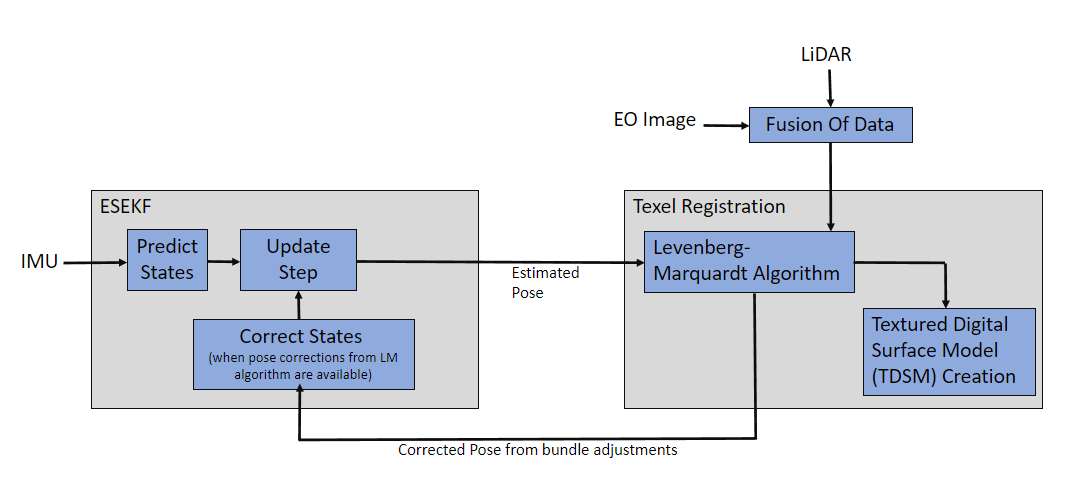 LiDAR
EO Image
Fusion Of Data
ESEKF
Texel Registration
IMU
Predict
States
Update
Step
Estimated
Pose
Levenberg-
Marquardt Algorithm
Correct States
(when pose corrections from LM
algorithm are available)
Textured Digital
Surface Model
(TDSM) Creation
Corrected Pose from bundle adjustments